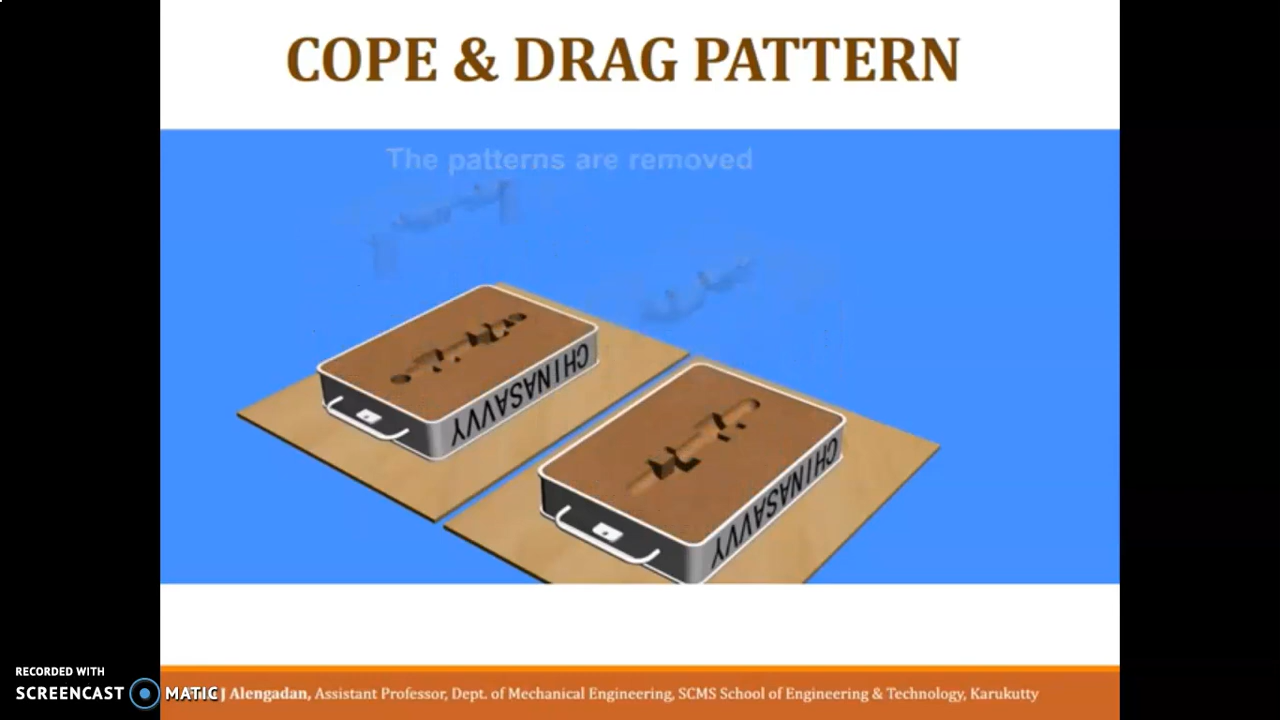 COPE & DRAG PATTERN
The patterns are removed
CHINASAVVY
CHINASAVVY
RECORDED WITH
SCREENCAST MATIC
J Alengadan, Assistant Professor, Dept. of Mechanical Engineering, SCMS School of Engineering & Technology, Karukutty